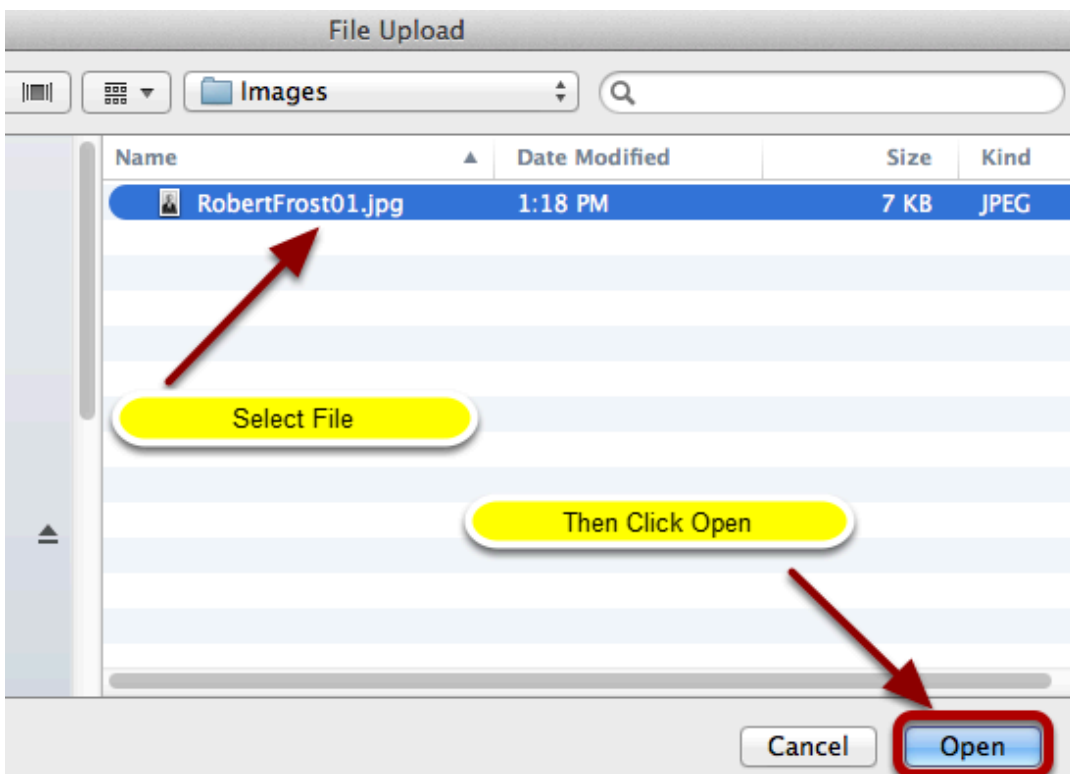 File Upload
Images
Name Date Modified Size Kind
RobertFrost01.jpg 1:18 PM 7 KB JPEG
Select File
Then Click Open
Cancel Open